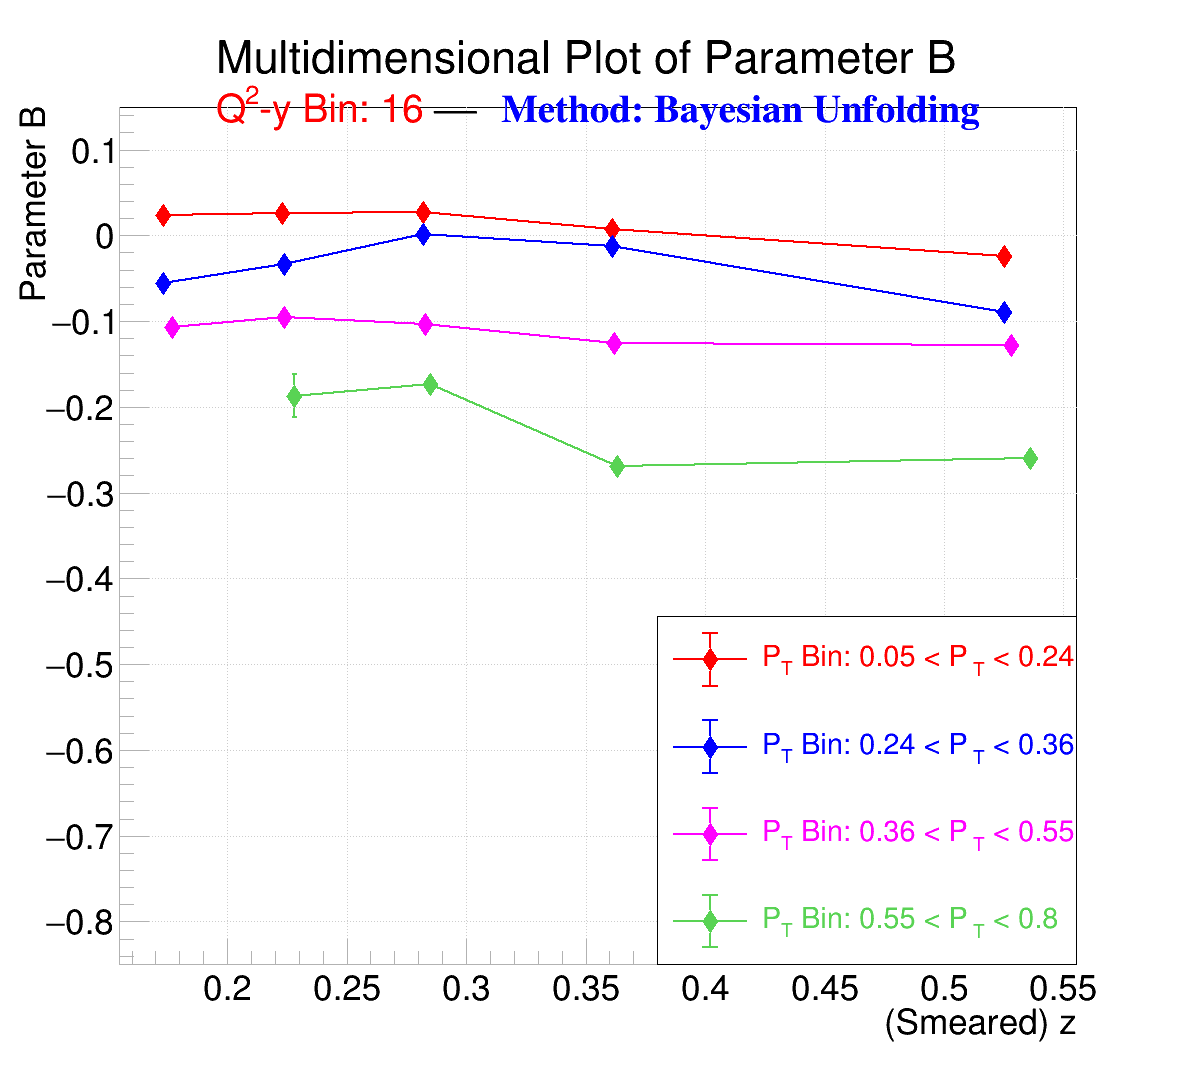 Multidimensional Plot of Parameter B
Q2-y Bin: 16 — Method: Bayesian Unfolding
Parameter B
0.1
0
−0.1
−0.2
−0.3
−0.4
−0.5
−0.6
−0.7
−0.8
PT Bin: 0.05 < PT < 0.24
PT Bin: 0.24 < PT < 0.36
PT Bin: 0.36 < PT < 0.55
PT Bin: 0.55 < PT < 0.8
0.2 0.25 0.3 0.35 0.4 0.45 0.5 0.55
(Smeared) z